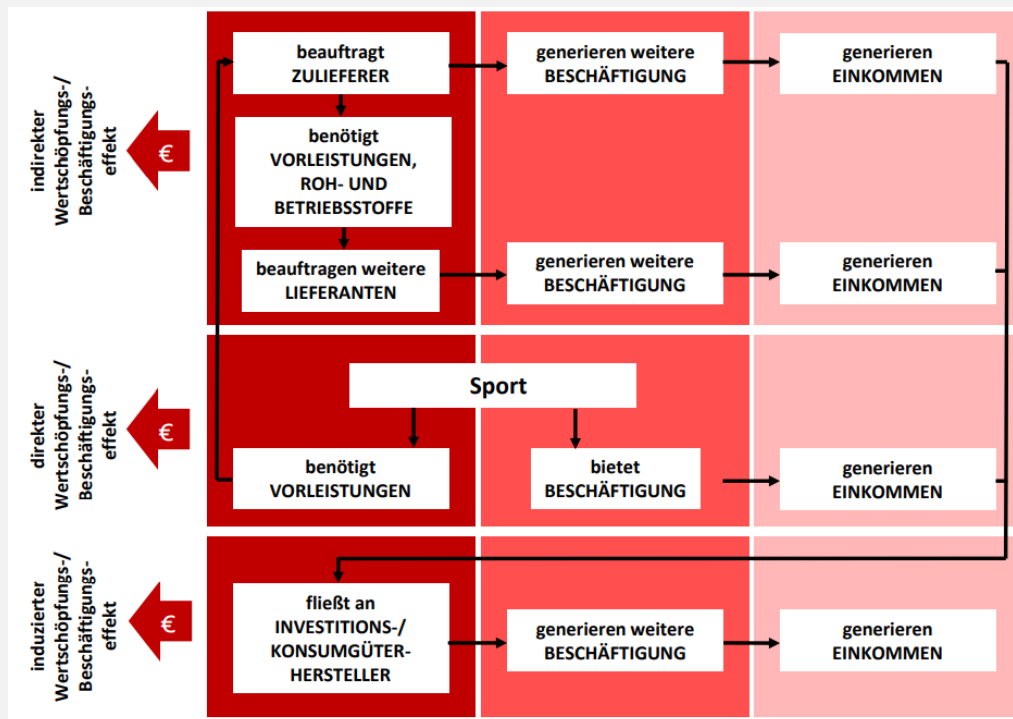 indirekter
Wertschöpfungs-/
Beschäftigungs-
effekt
€
beauftragt
ZULIEFERER
generieren weitere
BESCHÄFTIGUNG
generieren
EINKOMMEN
benötigt
VORLEISTUNGEN,
ROH- UND
BETRIEBSSTOFFE
beauftragen weitere
LIEFERANTEN
generieren weitere
BESCHÄFTIGUNG
generieren
EINKOMMEN
direkter
Wertschöpfungs-/
Beschäftigungs-
effekt
€
Sport
benötigt
VORLEISTUNGEN
bietet
BESCHÄFTIGUNG
generieren
EINKOMMEN
induzierter
Wertschöpfungs-/
Beschäftigungs-
effekt
€
fließt an
INVESTITIONS-/
KONSUMGÜTER-
HERSTELLER
generieren weitere
BESCHÄFTIGUNG
generieren
EINKOMMEN